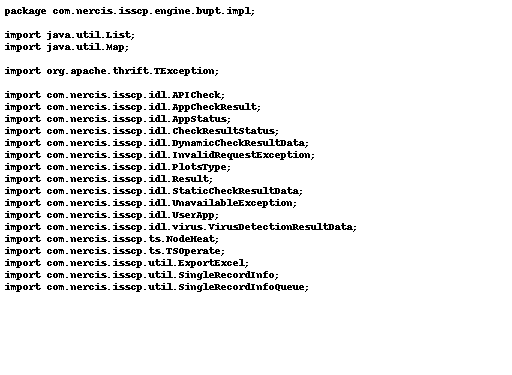 package com.nercis.isscp.engine.bupt.impl;
import java.util.List;
import java.util.Map;
import org.apache.thrift.TException;
import com.nercis.isscp.idl.APICheck;
import com.nercis.isscp.idl.AppCheckResult;
import com.nercis.isscp.idl.AppStatus;
import com.nercis.isscp.idl.CheckResultStatus;
import com.nercis.isscp.idl.DynamicCheckResultData;
import com.nercis.isscp.idl.InvalidRequestException;
import com.nercis.isscp.idl.PlotsType;
import com.nercis.isscp.idl.Result;
import com.nercis.isscp.idl.StaticCheckResultData;
import com.nercis.isscp.idl.UnavailableException;
import com.nercis.isscp.idl.UserApp;
import com.nercis.isscp.idl.virus.VirusDetectionResultData;
import com.nercis.isscp.ts.NodeHeat;
import com.nercis.isscp.ts.TSOperate;
import com.nercis.isscp.util.ExportExcel;
import com.nercis.isscp.util.SingleRecordInfo;
import com.nercis.isscp.util.SingleRecordInfoQueue;